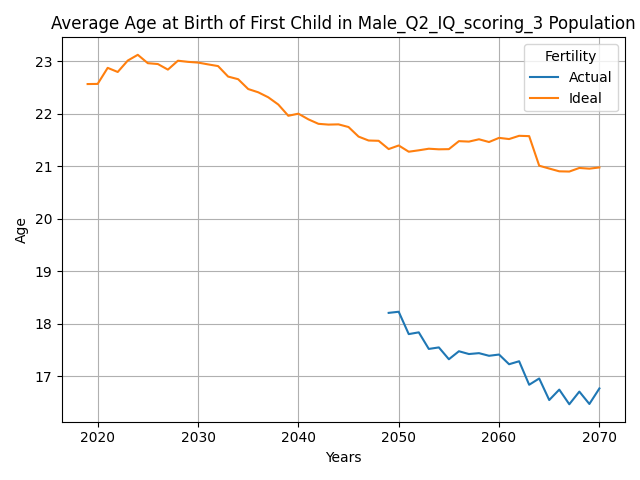 Average Age at Birth of First Child in Male_Q2_IQ_scoring_3 Population
Fertility
Actual
Ideal
Age
23
22
21
20
19
18
17
2020
2030
2040
2050
2060
2070
Years